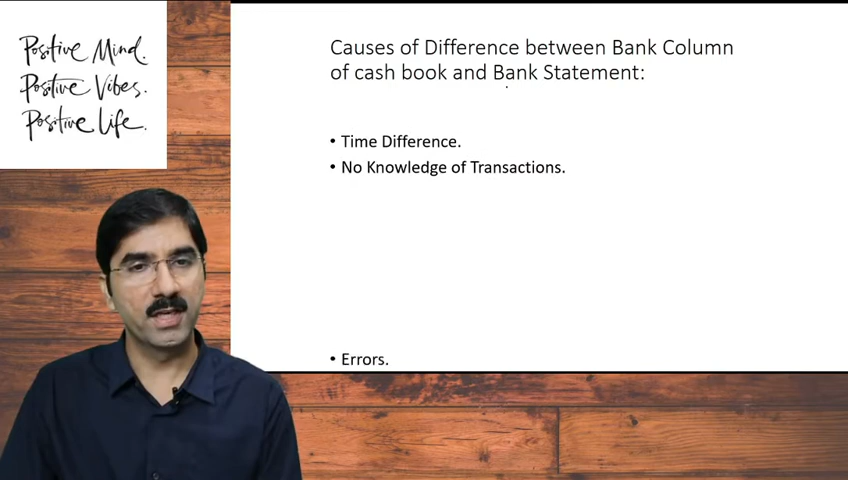 Positive Mind.
Positive Vibes.
Positive Life.
Causes of Difference between Bank Column
of cash book and Bank Statement:
• Time Difference.
• No Knowledge of Transactions.
• Errors.